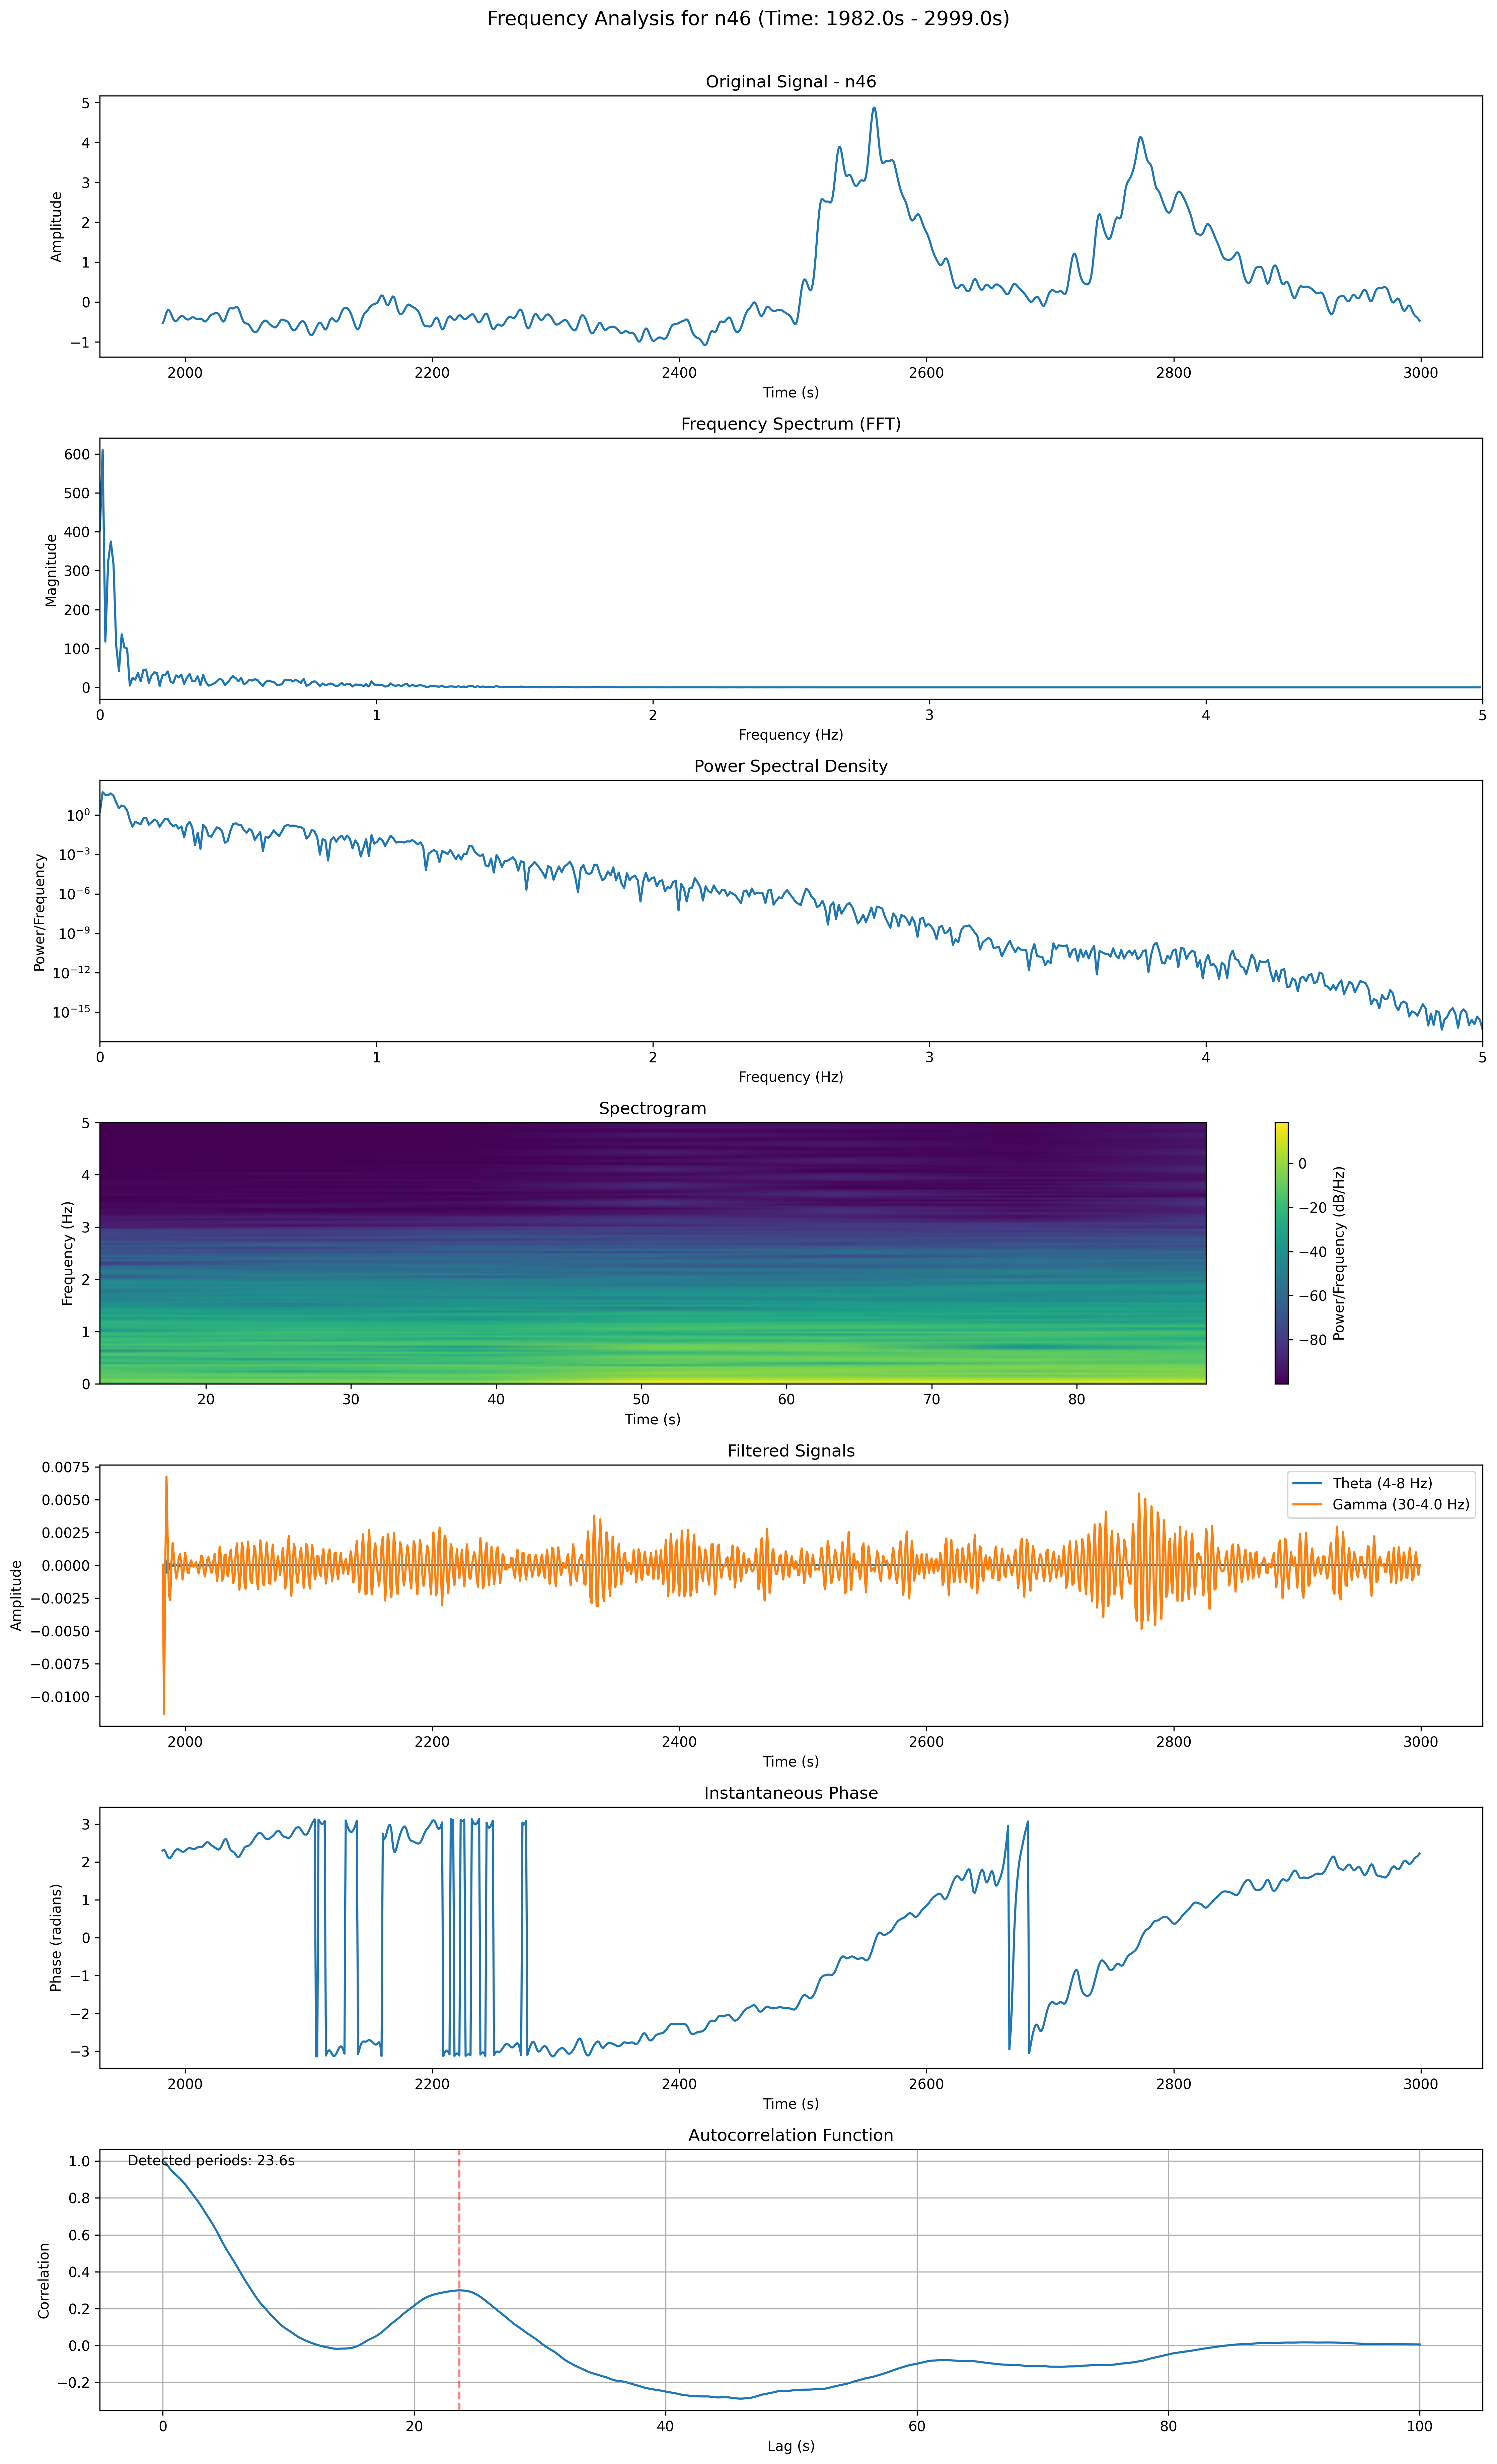 Frequency Analysis for n46 (Time: 1982.0s - 2999.0s)
Original Signal - n46
Amplitude
5
4
3
2
1
0
−1
2000 2200 2400 2600 2800 3000
Time (s)
Frequency Spectrum (FFT)
Magnitude
600
500
400
300
200
100
0
0 1 2 3 4 5
Frequency (Hz)
Power Spectral Density
Power/Frequency
10⁰
10⁻³
10⁻⁶
10⁻⁹
10⁻¹²
10⁻¹⁵
0 1 2 3 4 5
Frequency (Hz)
Spectrogram
Frequency (Hz)
5
4
3
2
1
0
20 30 40 50 60 70 80
Time (s)
0
−20
−40
−60
−80
Power/Frequency (dB/Hz)
Filtered Signals
Amplitude
0.0075
0.0050
0.0025
0.0000
−0.0025
−0.0050
−0.0075
−0.0100
Theta (4-8 Hz)
Gamma (30-4.0 Hz)
2000 2200 2400 2600 2800 3000
Time (s)
Instantaneous Phase
Phase (radians)
3
2
1
0
−1
−2
−3
2000 2200 2400 2600 2800 3000
Time (s)
Autocorrelation Function
Detected periods: 23.6s
Correlation
1.0
0.8
0.6
0.4
0.2
0.0
−0.2
0 20 40 60 80 100
Lag (s)